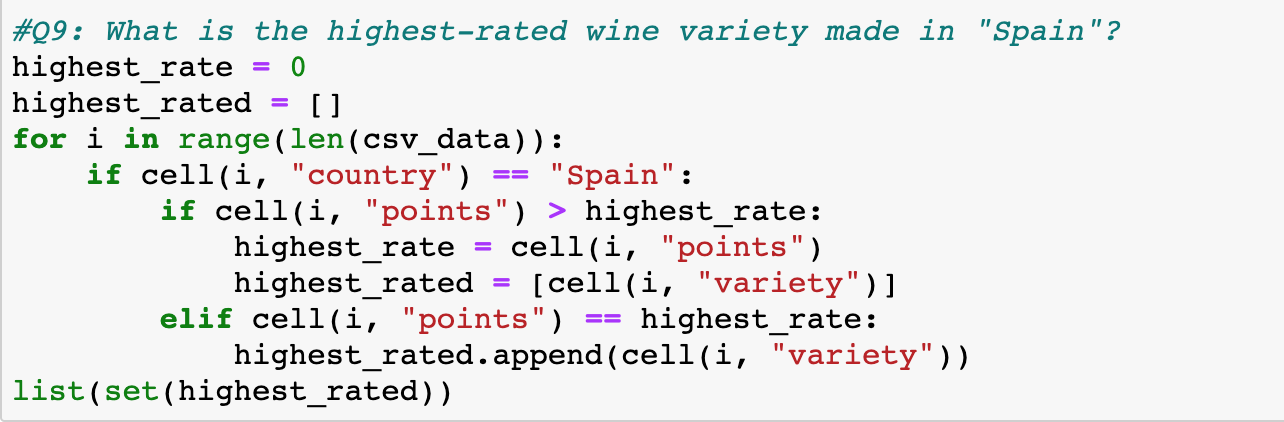 #Q9: What is the highest-rated wine variety made in "Spain"?
highest_rate = 0
highest_rated = []
for i in range(len(csv_data)):
    if cell(i, "country") == "Spain":
        if cell(i, "points") > highest_rate:
            highest_rate = cell(i, "points")
            highest_rated = [cell(i, "variety")]
        elif cell(i, "points") == highest_rate:
            highest_rated.append(cell(i, "variety"))
list(set(highest_rated))